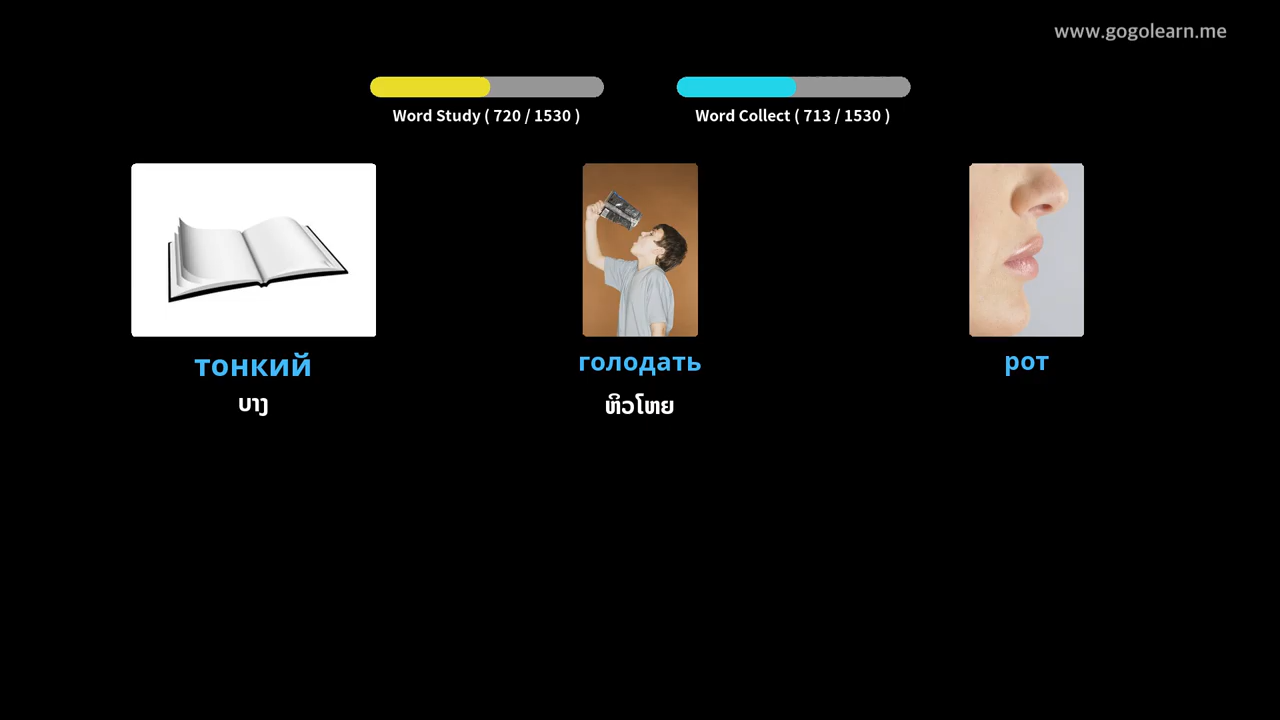 www.gogolearn.me
Word Study ( 720 / 1530 )
Word Collect ( 713 / 1530 )
тонкий
ບາງ
голодать
ຫິວໂຫຍ
рот